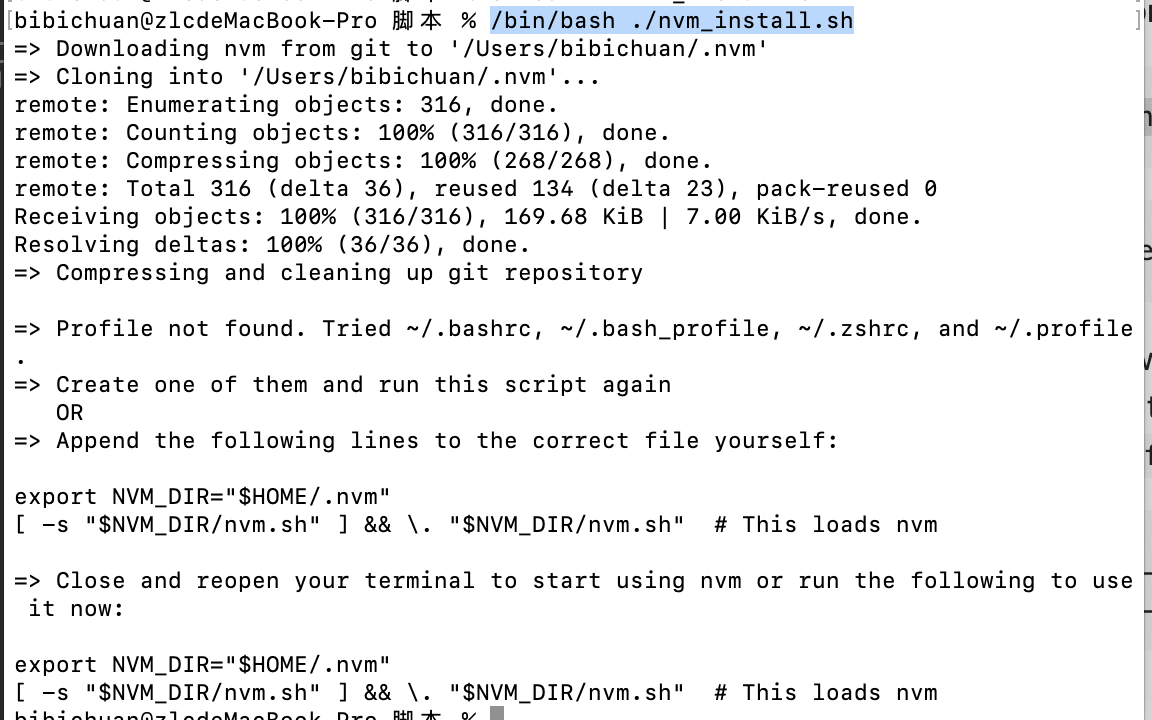 [bibichuan@zlcdeMacBook-Pro 脚本 % /bin/bash ./nvm_install.sh ]
=> Downloading nvm from git to '/Users/bibichuan/.nvm'
=> Cloning into '/Users/bibichuan/.nvm'...
remote: Enumerating objects: 316, done.
remote: Counting objects: 100% (316/316), done.
remote: Compressing objects: 100% (268/268), done.
remote: Total 316 (delta 36), reused 134 (delta 23), pack-reused 0
Receiving objects: 100% (316/316), 169.68 KiB | 7.00 KiB/s, done.
Resolving deltas: 100% (36/36), done.
=> Compressing and cleaning up git repository
=> Profile not found. Tried ~/.bashrc, ~/.bash_profile, ~/.zshrc, and ~/.profile
.
=> Create one of them and run this script again
OR
=> Append the following lines to the correct file yourself:
export NVM_DIR="$HOME/.nvm"
[ -s "$NVM_DIR/nvm.sh" ] && \. "$NVM_DIR/nvm.sh"  # This loads nvm
=> Close and reopen your terminal to start using nvm or run the following to use
it now:
export NVM_DIR="$HOME/.nvm"
[ -s "$NVM_DIR/nvm.sh" ] && \. "$NVM_DIR/nvm.sh"  # This loads nvm
bibichuan@zlcdeMacBook-Pro 脚本 %